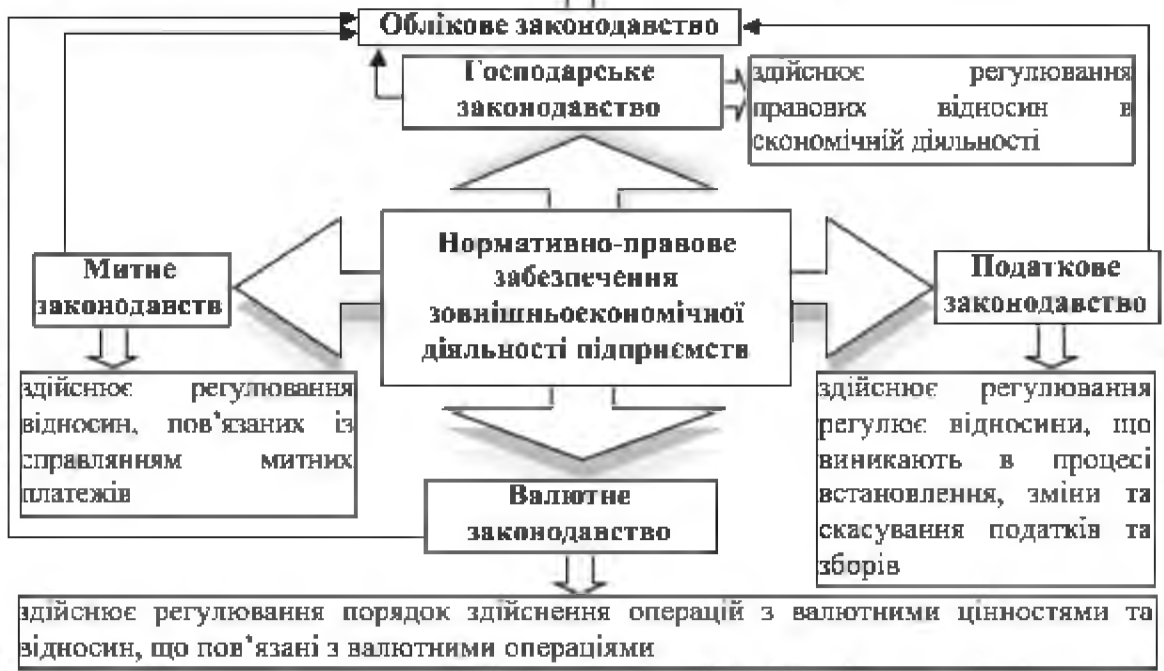 Облікове законодавство
Господарське
законодавство
здійснює регулювання
правових відносин в
економічній діяльності
Нормативно-правове
забезпечення
зовнішньоекономічної
діяльності підприємств
Митне
законодавств
Податкове
законодавство
здійснює регулювання
відносин, пов'язаних із
справлянням митних
платежів
здійснює регулювання
регулює відносини, що
виникають в процесі
встановлення, зміни та
скасування податків та
зборів
Валютне
законодавство
здійснює регулювання порядок здійснення операцій з валютними цінностями та
відносин, що пов'язані з валютними операціями